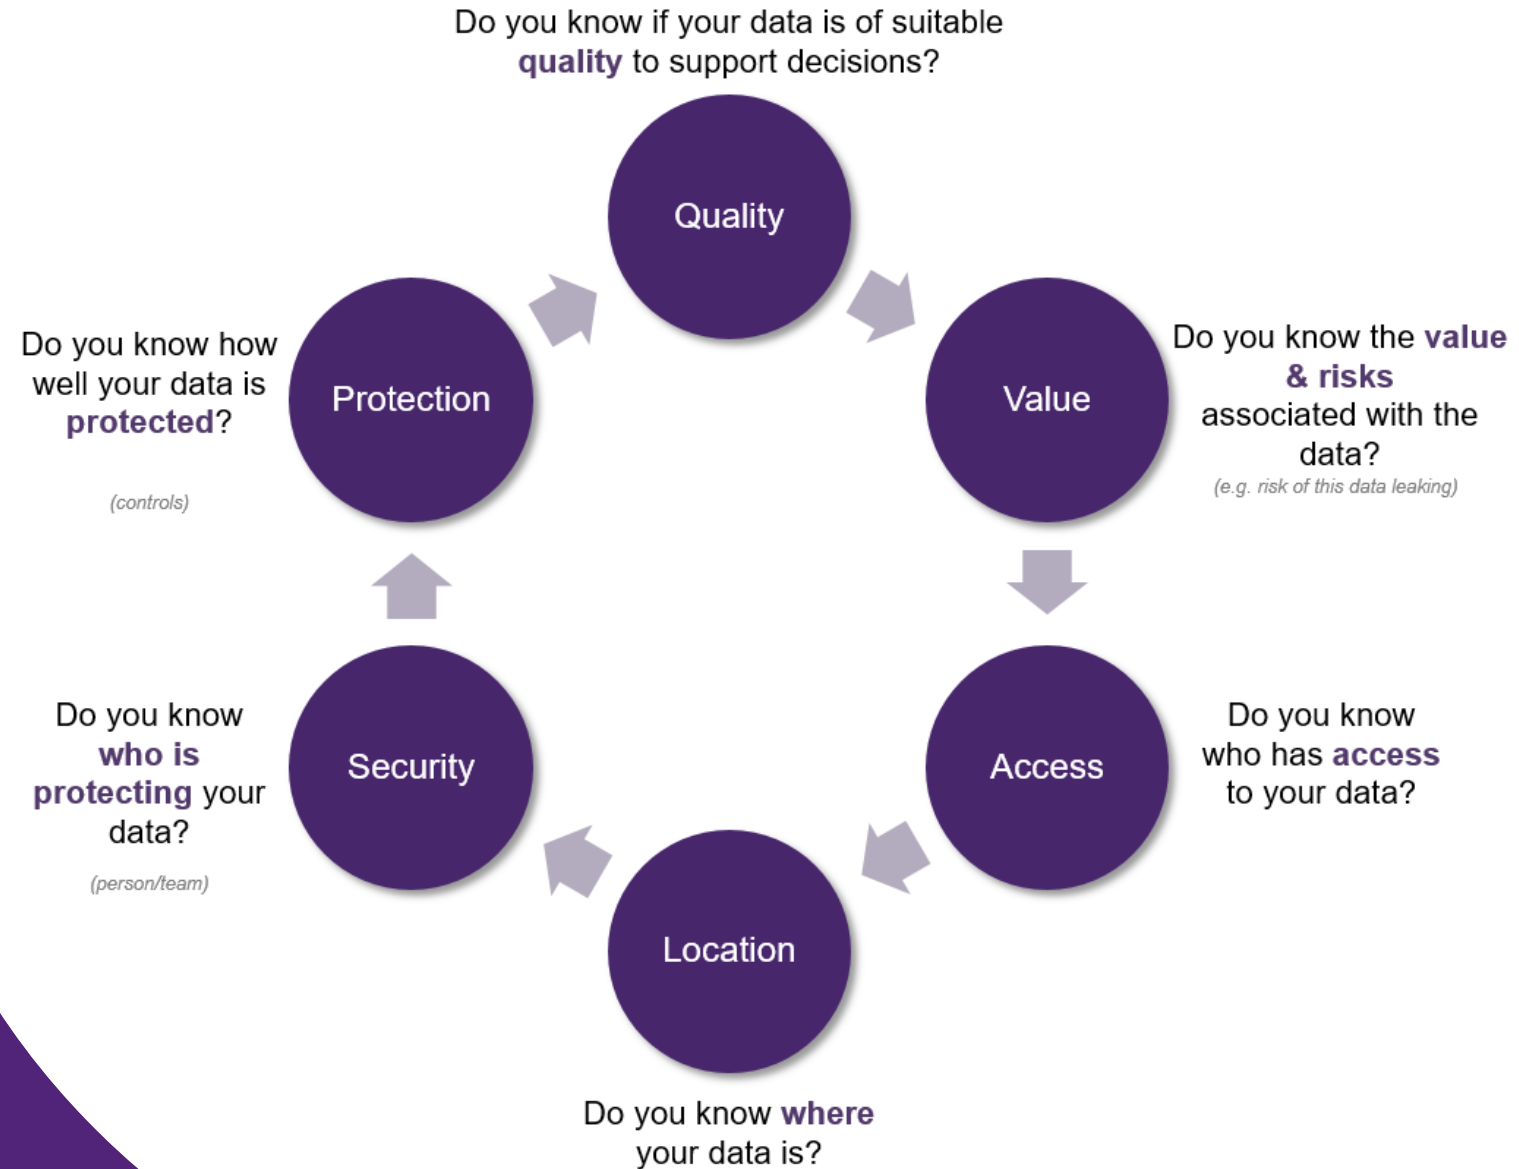 Do you know if your data is of suitable
quality to support decisions?
Quality
Value
Do you know the value
& risks
associated with the
data?
(e.g. risk of this data leaking)
Access
Do you know
who has access
to your data?
Location
Do you know where
your data is?
Security
Do you know
who is
protecting your
data?
(person/team)
Protection
Do you know how
well your data is
protected?
(controls)